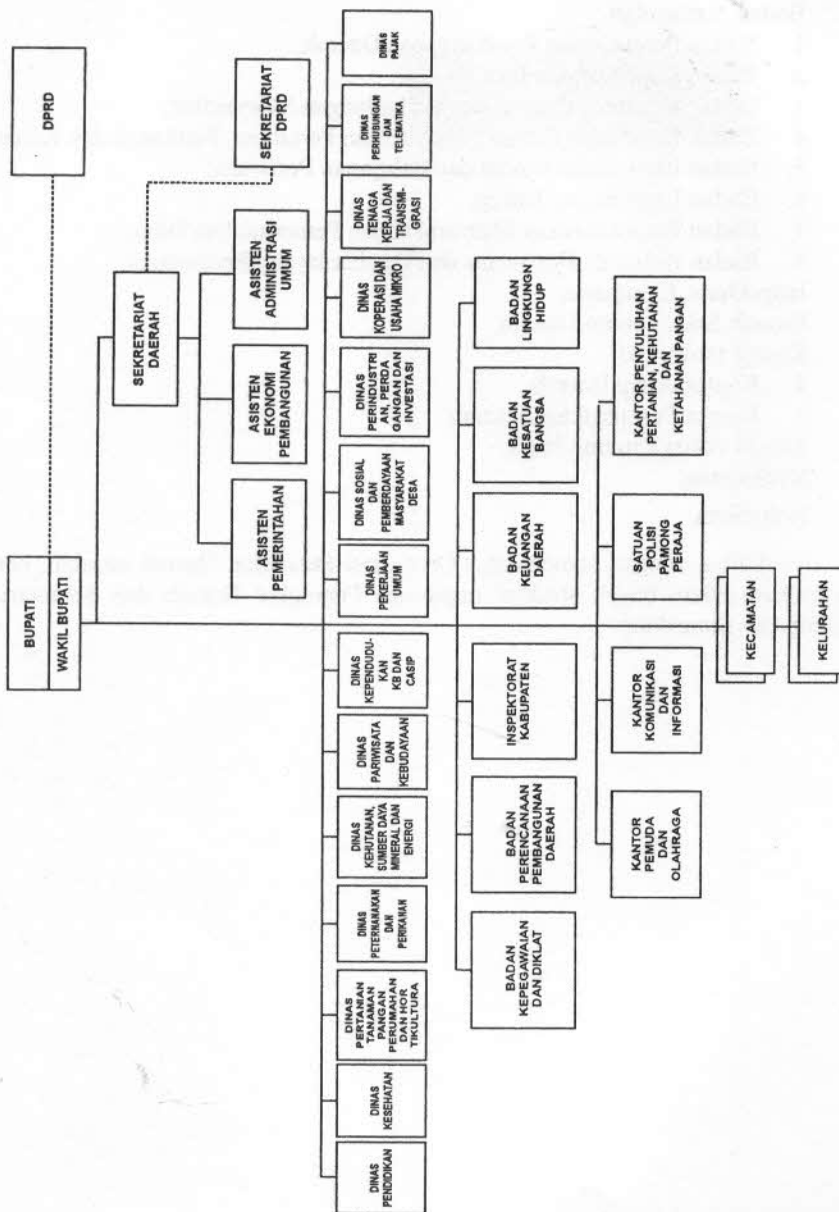 BUPATI
WAKIL BUPATI
DPRD
SEKRETARIAT
DAERAH
SEKRETARIAT
DPRD
ASISTEN
PEMERINTAHAN
ASISTEN
EKONOMI
PEMBANGUNAN
ASISTEN
ADMINISTRASI
UMUM
DINAS
PENDIDIKAN
DINAS
KESEHATAN
DINAS
PERTANIAN
TANAMAN
PANGAN
PERUMAHAN
DAN HOR
TIKULTURA
DINAS
PETERNANAKAN
DAN
PERIKANAN
DINAS
KEHUTANAN,
SUMBER DAYA
MINERAL DAN
ENERGI
DINAS
PARIWISATA
DAN
KEBUDAYAAN
DINAS
KEPENDUDU-
KAN
KB DAN
CASIP
DINAS
PEKERJAAN
UMUM
DINAS SOSIAL
DAN
PEMBERDAYAAN
MASYARAKAT
DESA
DINAS
PERINDUSTRI
AN, PERDA
GANGAN DAN
INVESTASI
DINAS
KOPERASI DAN
USAHA MIKRO
DINAS
TENAGA
KERJA DAN
TRANSMI-
GRASI
DINAS
PERHUBUNGAN
DAN
TELEMATIKA
DINAS
PAJAK
BADAN
KEPEGAWAIAN
DAN DIKLAT
BADAN
PERENCANAAN
PEMBANGUNAN
DAERAH
INSPEKTORAT
KABUPATEN
BADAN
KEUANGAN
DAERAH
BADAN
KESATUAN
BANGSA
BADAN
LINGKUNGN
HIDUP
KANTOR
PEMUDA
DAN
OLAHRAGA
KANTOR
KOMUNIKASI
DAN
INFORMASI
SATUAN
POLISI
PAMONG
PERAJA
KANTOR PENYULUHAN
PERTANIAN, KEHUTANAN
DAN
KETAHANAN PANGAN
KECAMATAN
KELURAHAN